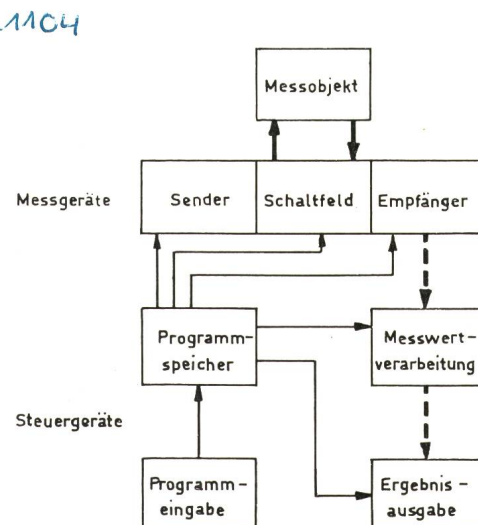 1104
Messobjekt
Messgeräte
Sender
Schaltfeld
Empfänger
Programm-
speicher
Messwert-
verarbeitung
Steuergeräte
Programm-
eingabe
Ergebnis-
ausgabe